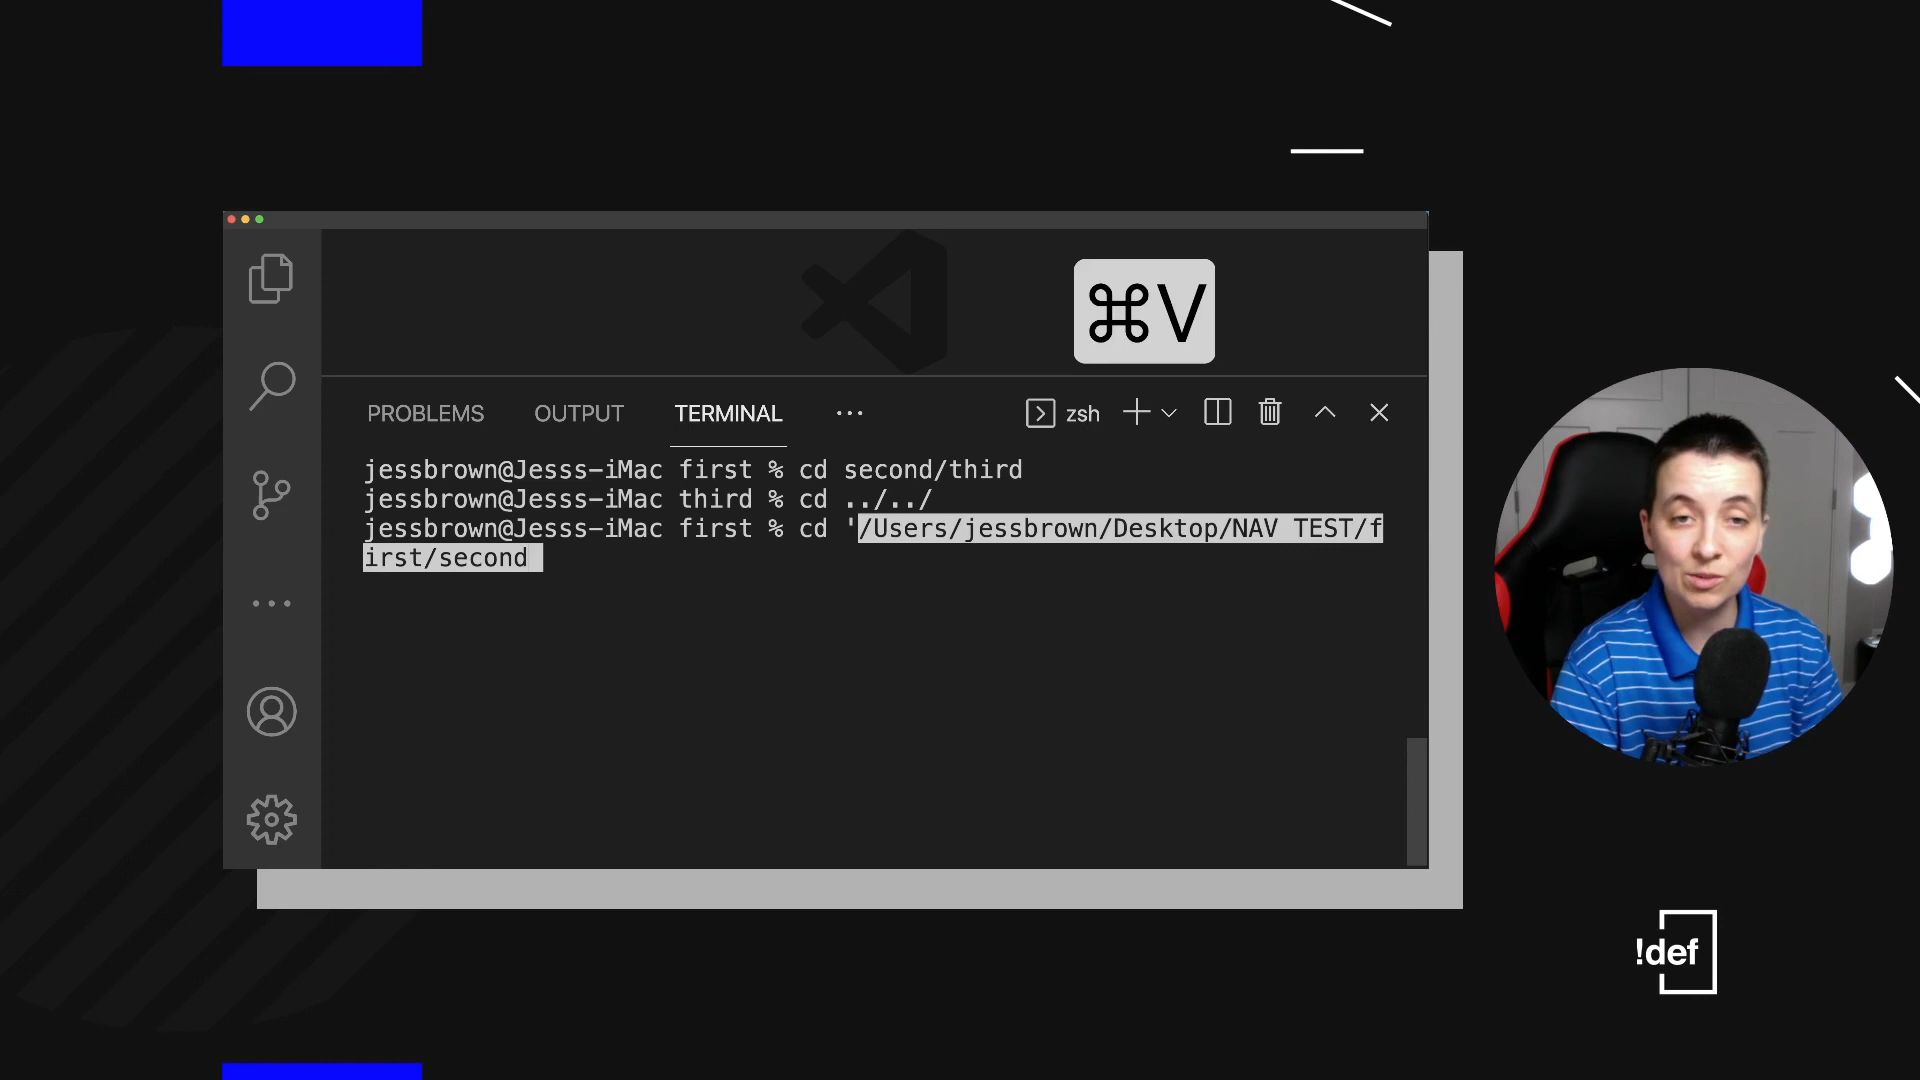 ⌘V
PROBLEMS OUTPUT TERMINAL ··· zsh
jessbrown@Jesss-iMac first % cd second/third
jessbrown@Jesss-iMac third % cd ../../
jessbrown@Jesss-iMac first % cd '/Users/jessbrown/Desktop/NAV TEST/f
irst/second
!def